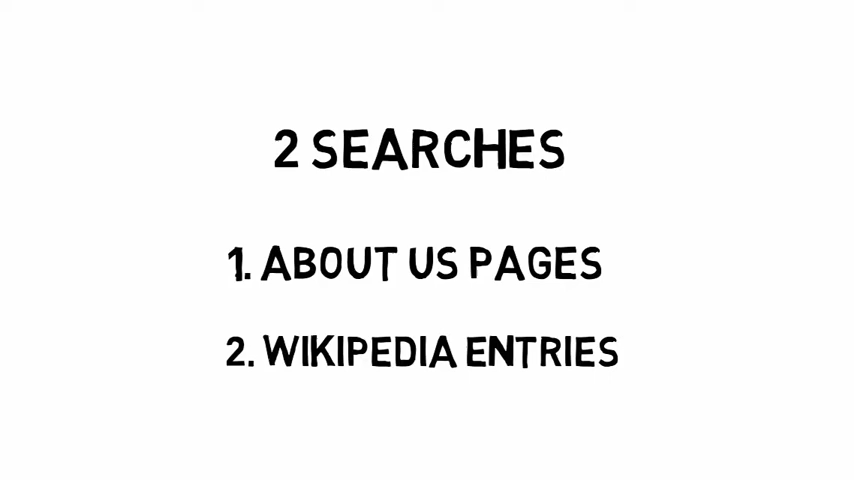 2 SEARCHES
1. ABOUT US PAGES
2. WIKIPEDIA ENTRIES